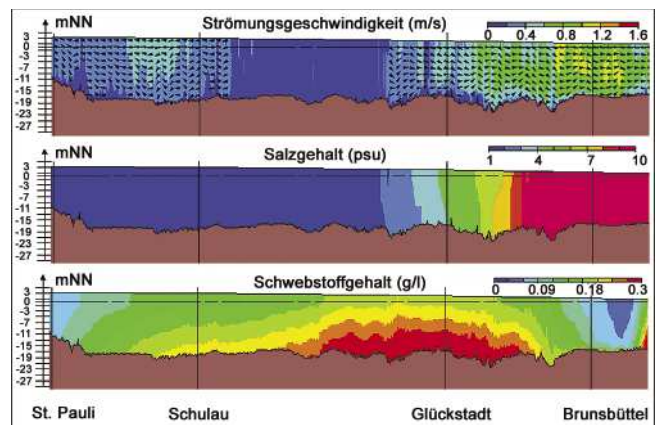 mNN
Strömungsgeschwindigkeit (m/s)
0 0.4 0.8 1.2 1.6
3
0
-3
-7
-11
-15
-19
-23
-27
mNN
Salzgehalt (psu)
1 4 7 10
3
0
-3
-7
-11
-15
-19
-23
-27
mNN
Schwebstoffgehalt (g/l)
0 0.09 0.18 0.3
3
0
-3
-7
-11
-15
-19
-23
-27
St. Pauli Schulau Glückstadt Brunsbüttel